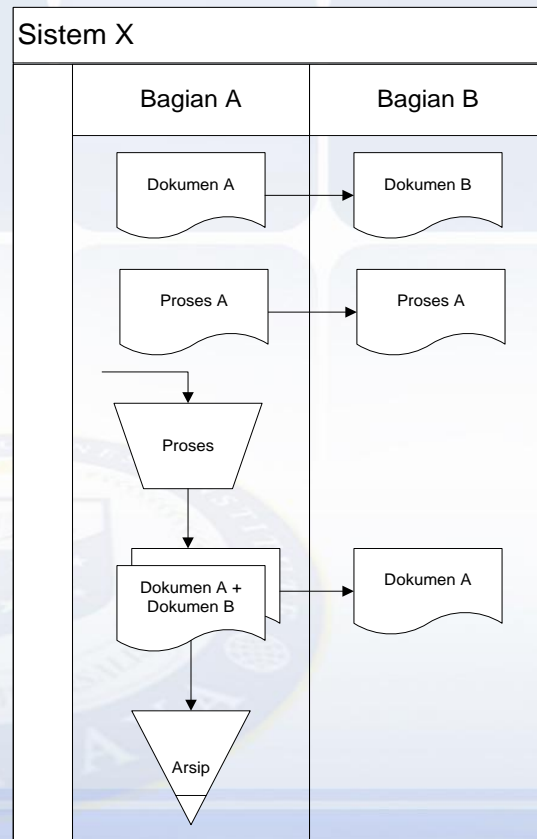 Sistem X
Bagian A
Bagian B
Dokumen A
Dokumen B
Proses A
Proses A
Proses
Dokumen A +
Dokumen B
Dokumen A
Arsip